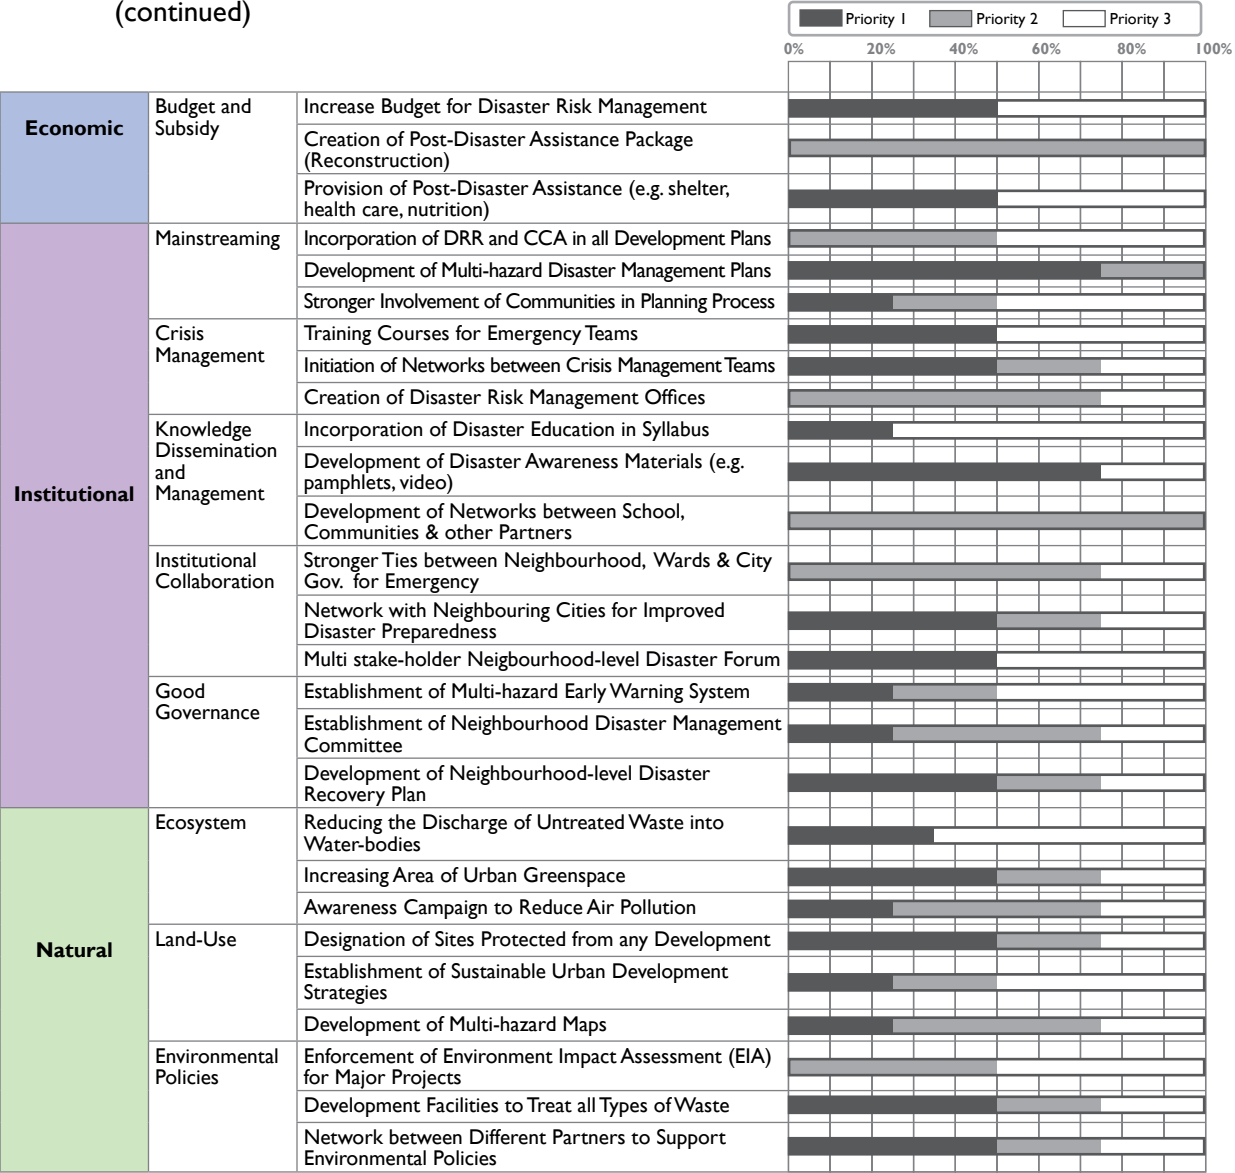 (continued)
Priority 1 Priority 2 Priority 3
0% 20% 40% 60% 80% 100%
Economic
Budget and
Subsidy
Increase Budget for Disaster Risk Management
Creation of Post-Disaster Assistance Package
(Reconstruction)
Provision of Post-Disaster Assistance (e.g. shelter,
health care, nutrition)
Institutional
Mainstreaming
Incorporation of DRR and CCA in all Development Plans
Development of Multi-hazard Disaster Management Plans
Stronger Involvement of Communities in Planning Process
Crisis
Management
Training Courses for Emergency Teams
Initiation of Networks between Crisis Management Teams
Creation of Disaster Risk Management Offices
Knowledge
Dissemination
and
Management
Incorporation of Disaster Education in Syllabus
Development of Disaster Awareness Materials (e.g.
pamphlets, video)
Development of Networks between School,
Communities & other Partners
Institutional
Collaboration
Stronger Ties between Neighbourhood, Wards & City
Gov. for Emergency
Network with Neighbouring Cities for Improved
Disaster Preparedness
Multi stake-holder Neigbourhood-level Disaster Forum
Good
Governance
Establishment of Multi-hazard Early Warning System
Establishment of Neighbourhood Disaster Management
Committee
Development of Neighbourhood-level Disaster
Recovery Plan
Natural
Ecosystem
Reducing the Discharge of Untreated Waste into
Water-bodies
Increasing Area of Urban Greenspace
Awareness Campaign to Reduce Air Pollution
Land-Use
Designation of Sites Protected from any Development
Establishment of Sustainable Urban Development
Strategies
Development of Multi-hazard Maps
Environmental
Policies
Enforcement of Environment Impact Assessment (EIA)
for Major Projects
Development Facilities to Treat all Types of Waste
Network between Different Partners to Support
Environmental Policies